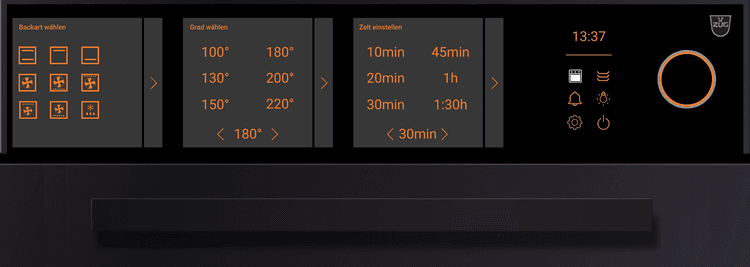 Backart wählen
Grad wählen
100° 180°
130° 200°
150° 220°
180°
Zeit einstellen
10min 45min
20min 1h
30min 1:30h
30min
13:37
V
ZUG